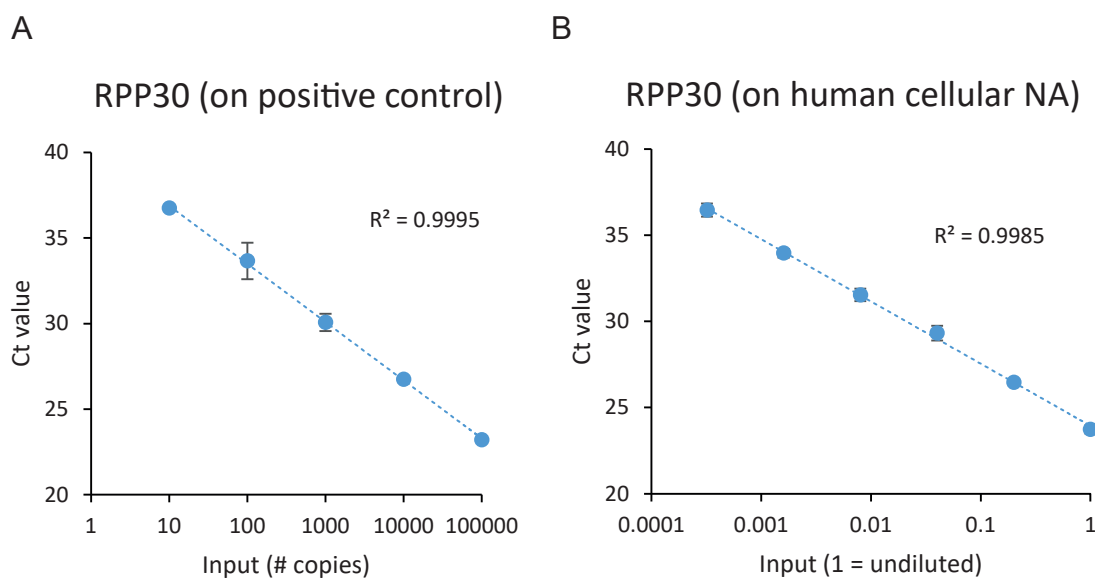 A
RPP30 (on positive control)
40
35
30
25
20
Ct value
R² = 0.9995
1 10 100 1000 10000 100000
Input (# copies)
B
RPP30 (on human cellular NA)
40
35
30
25
20
Ct value
R² = 0.9985
0.0001 0.001 0.01 0.1 1
Input (1 = undiluted)